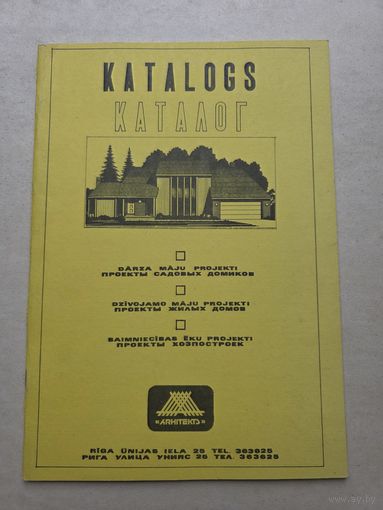 KATALOGS
КАТАЛОГ
DĀRZA MĀJU PROJEKTI
ПРОЕКТЫ САДОВЫХ ДОМИКОВ
DZĪVOJAMO MĀJU PROJEKTI
ПРОЕКТЫ ЖИЛЫХ ДОМОВ
SAIMNIECĪBAS ĒKU PROJEKTI
ПРОЕКТЫ ХОЗПОСТРОЕК
«ARHITEKTS»
RĪGA ŪNIJAS IELA 25 TEL. 363625
РИГА УЛИЦА УНИЯС 25 ТЕЛ. 363625
ay.by